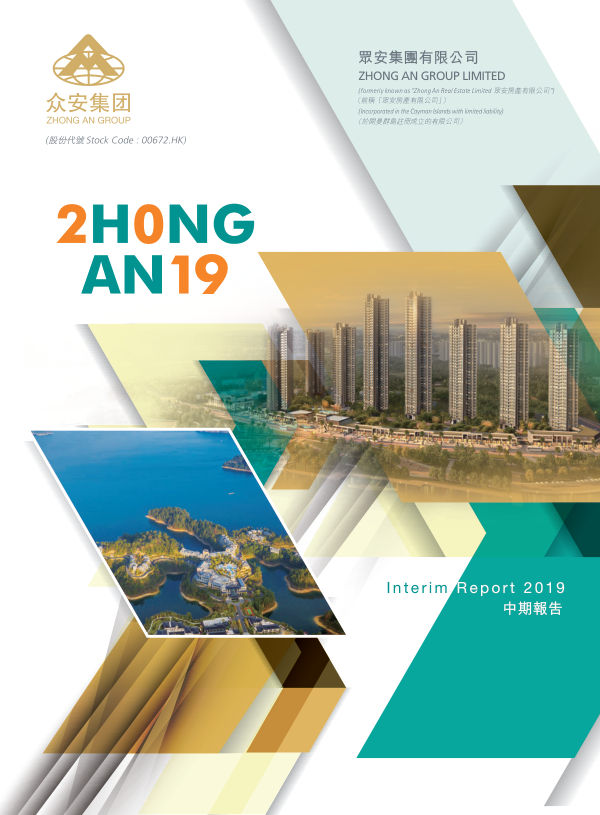 众安集团
ZHONG AN GROUP
(股份代號 Stock Code : 00672.HK)
眾安集團有限公司
ZHONG AN GROUP LIMITED
(formerly known as "Zhong An Real Estate Limited 眾安房產有限公司")
(前稱「眾安房產有限公司」)
(Incorporated in the Cayman Islands with limited liability)
(於開曼群島註冊成立的有限公司)
2H0NG
AN19
Interim Report 2019
中期報告